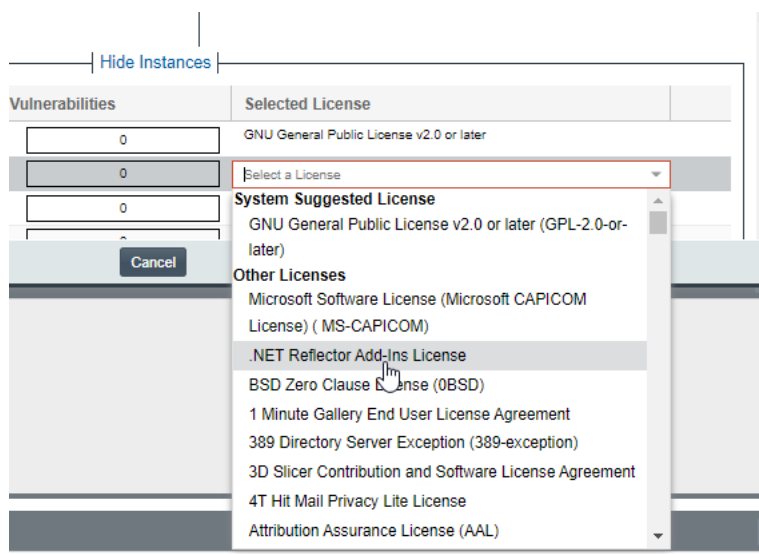 Hide Instances
Vulnerabilities Selected License
0 GNU General Public License v2.0 or later
0 Select a License
0
System Suggested License
GNU General Public License v2.0 or later (GPL-2.0-or-
later)
Cancel
Other Licenses
Microsoft Software License (Microsoft CAPICOM
License) ( MS-CAPICOM)
.NET Reflector Add-Ins License
BSD Zero Clause License (0BSD)
1 Minute Gallery End User License Agreement
389 Directory Server Exception (389-exception)
3D Slicer Contribution and Software License Agreement
4T Hit Mail Privacy Lite License
Attribution Assurance License (AAL)